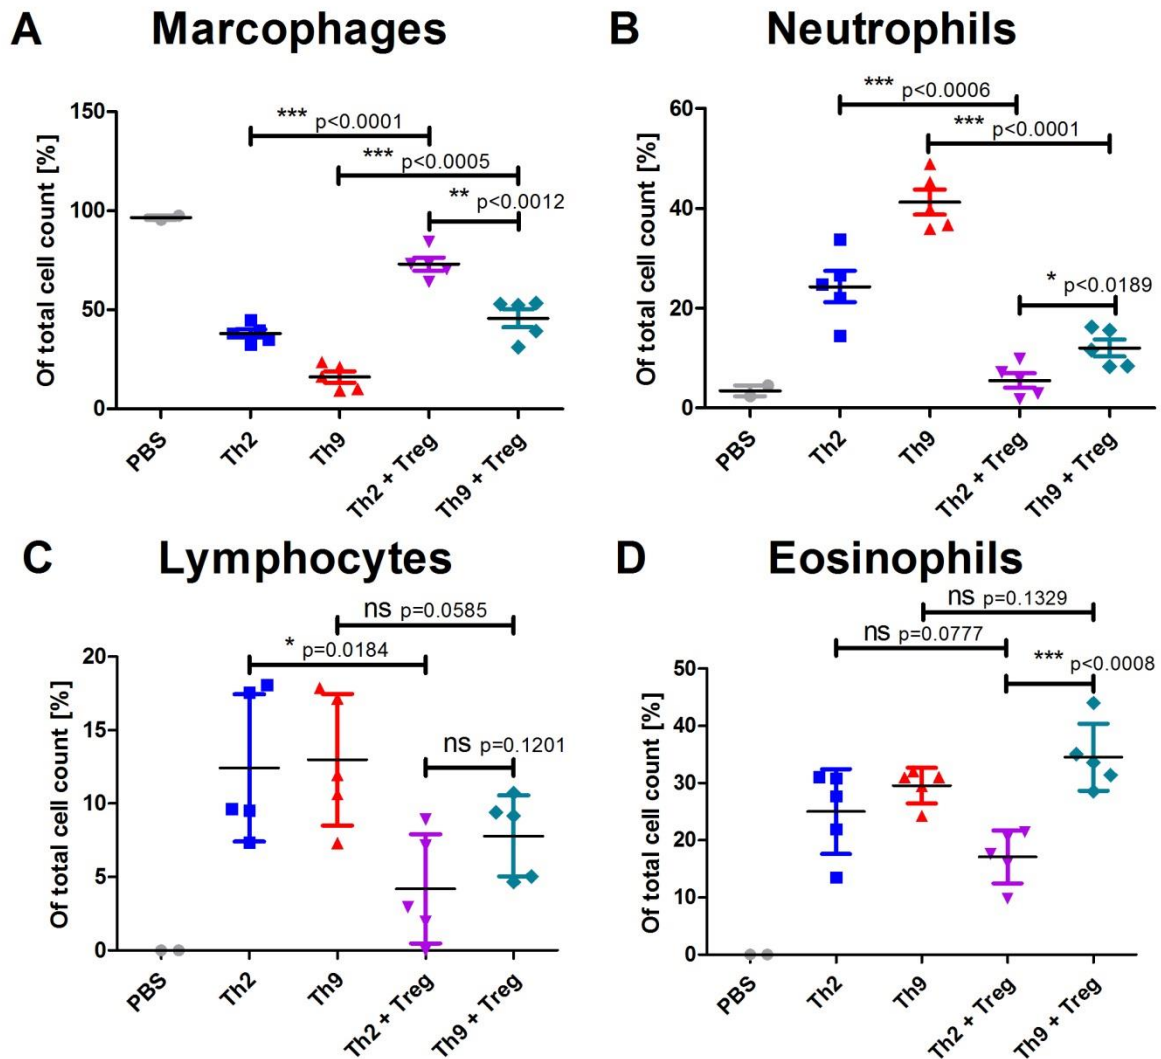 A Marcophages
*** p<0.0001
*** p<0.0005
** p<0.0012
Of total cell count [%]
150
100
50
0
PBS
Th2
Th9
Th2 + Treg
Th9 + Treg
B Neutrophils
*** p<0.0006
*** p<0.0001
* p<0.0189
Of total cell count [%]
60
40
20
0
PBS
Th2
Th9
Th2 + Treg
Th9 + Treg
C Lymphocytes
ns p=0.0585
* p=0.0184
ns p=0.1201
Of total cell count [%]
20
15
10
5
0
PBS
Th2
Th9
Th2 + Treg
Th9 + Treg
D Eosinophils
ns p=0.1329
ns p=0.0777
*** p<0.0008
Of total cell count [%]
50
40
30
20
10
0
PBS
Th2
Th9
Th2 + Treg
Th9 + Treg